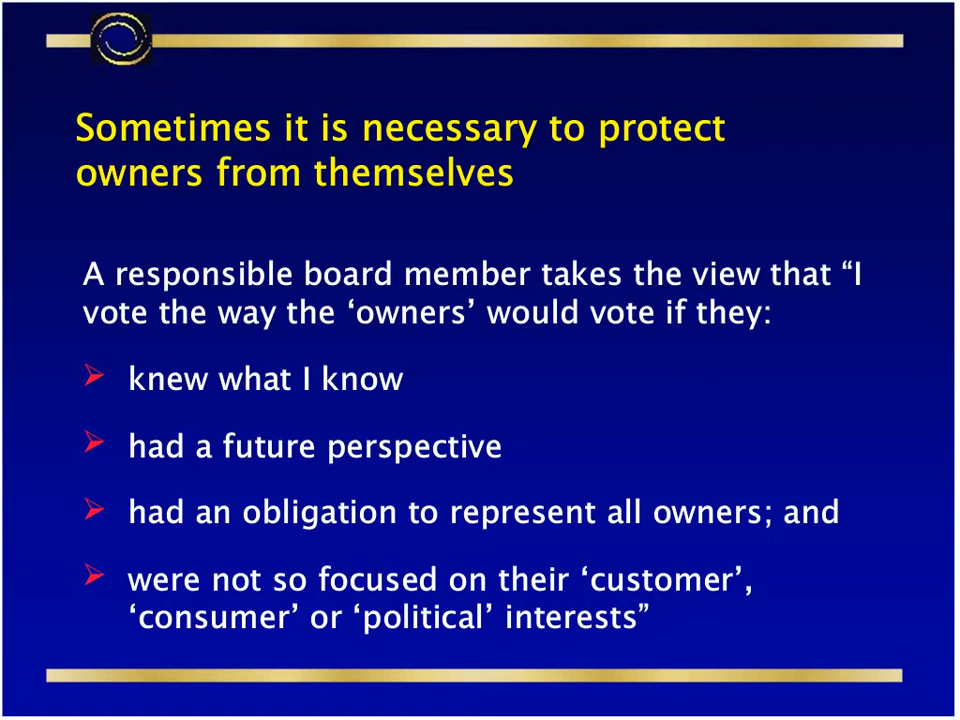 Sometimes it is necessary to protect
owners from themselves
A responsible board member takes the view that “I
vote the way the ‘owners’ would vote if they:
knew what I know
had a future perspective
had an obligation to represent all owners; and
were not so focused on their ‘customer’,
‘consumer’ or ‘political’ interests”